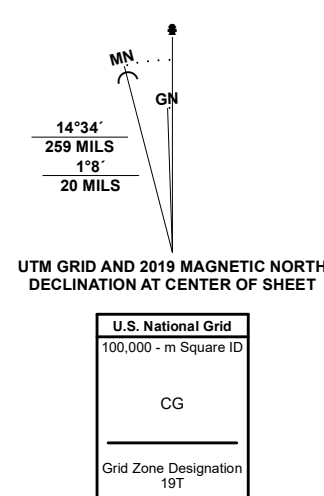 MN
GN
14°34´
259 MILS
1°8´
20 MILS
UTM GRID AND 2019 MAGNETIC NORTH
DECLINATION AT CENTER OF SHEET
U.S. National Grid
100,000 - m Square ID
CG
Grid Zone Designation
19T